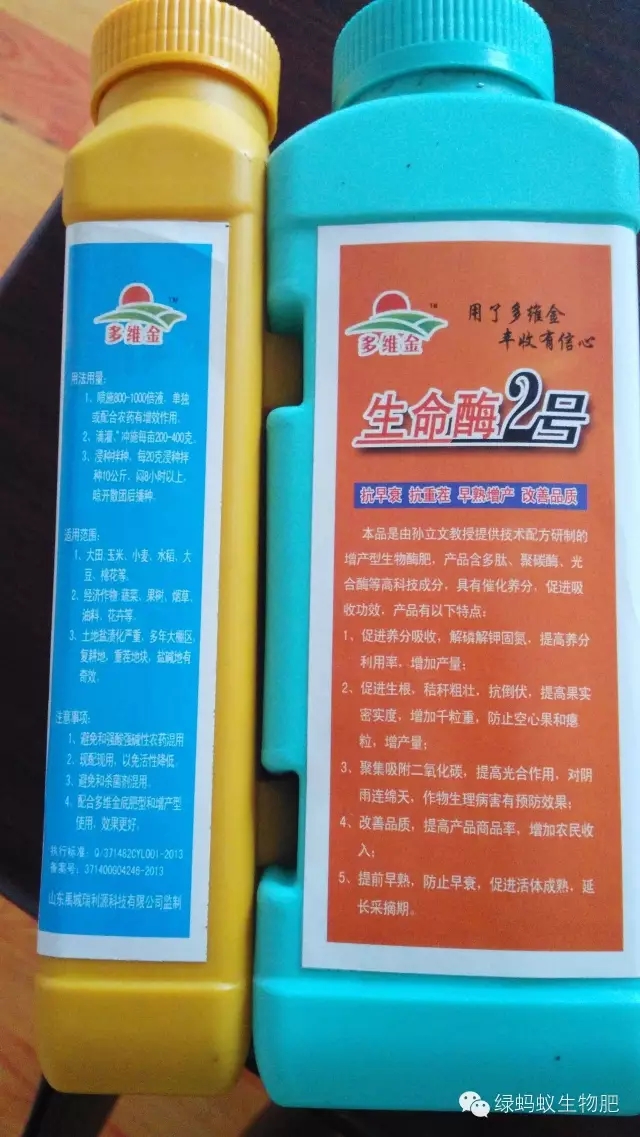 多维金
TM
用法用量:
1、喷施800-1000倍液，单独
或配合农药有增效作用。
2、滴灌、冲施每亩200-400克。
3、浸种拌种，每20克浸种拌
种10公斤，闷8小时以上，
晾开散团后播种。
适用范围:
1、大田:玉米、小麦、水稻、大
豆、棉花等。
2、经济作物:蔬菜、果树、烟草、
油料、花卉等。
3、土地盐渍化严重，多年大棚区，
复耕地，重茬地块，盐碱地有
奇效。
注意事项:
1、避免和强酸强碱性农药混用
2、现配现用，以免活性降低。
3、避免和杀菌剂混用。
4、配合多维金底肥型和增产型
使用，效果更好。
执行标准: Q/371482CYL001-2013
备案号: 371400G04246-2013
山东禹城瑞利源科技有限公司监制
多维金
TM
用了多维金
丰收有信心
生命酶2号
抗早衰 抗重茬 早熟增产 改善品质
本品是由孙立文教授提供技术配方研制的
增产型生物酶肥，产品含多肽、聚碳酶、光
合酶等高科技成分，具有催化养分，促进吸
收功效，产品有以下特点：
1、促进养分吸收，解磷解钾固氮，提高养分
利用率，增加产量；
2、促进生根，秸秆粗壮，抗倒伏，提高果实
密实度，增加千粒重，防止空心果和瘪
粒，增产量；
3、聚集吸附二氧化碳，提高光合作用，对阴
雨连绵天，作物生理病害有预防效果；
4、改善品质，提高产品商品率，增加农民收
入；
5、提前早熟，防止早衰，促进活体成熟，延
长采摘期。
绿蚂蚁生物肥